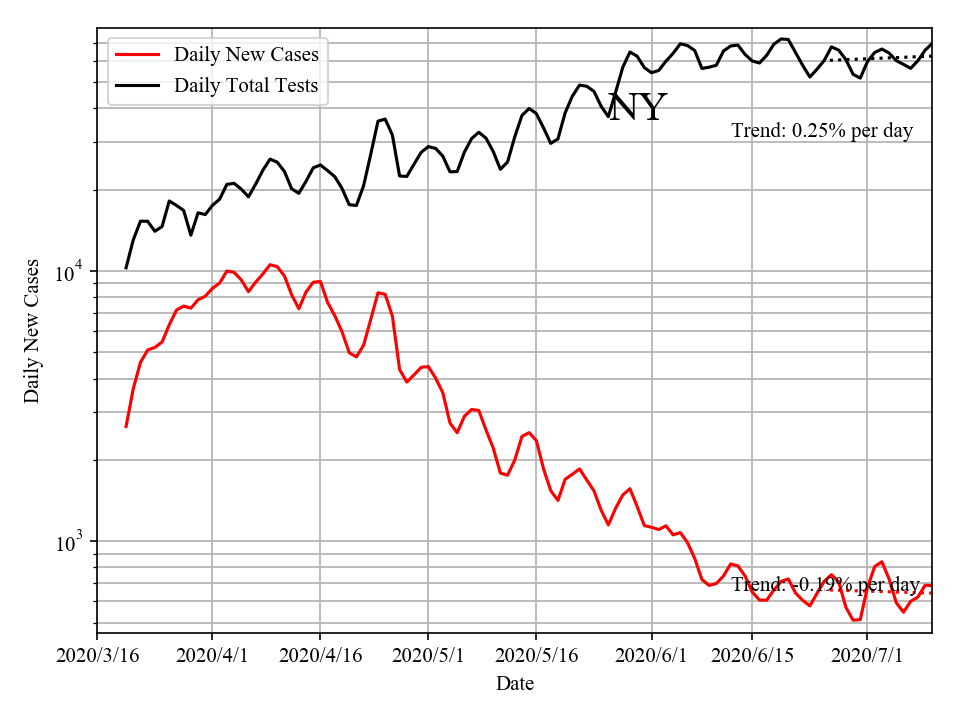 Daily New Cases
Daily Total Tests
NY
Trend: 0.25% per day
10^4
Daily New Cases
10^3
Trend: -0.19% per day
2020/3/16 2020/4/1 2020/4/16 2020/5/1 2020/5/16 2020/6/1 2020/6/15 2020/7/1
Date